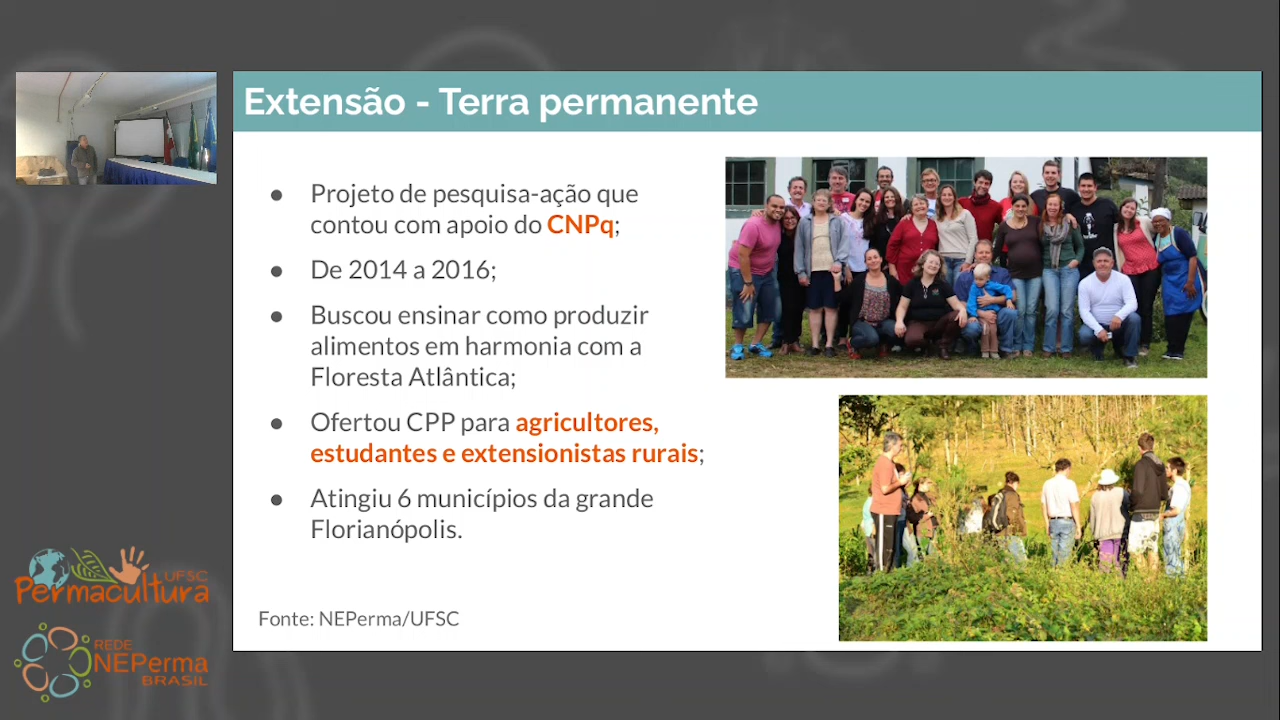 Extensão - Terra permanente
● Projeto de pesquisa-ação que
contou com apoio do CNPq;
● De 2014 a 2016;
● Buscou ensinar como produzir
alimentos em harmonia com a
Floresta Atlântica;
● Ofertou CPP para agricultores,
estudantes e extensionistas rurais;
● Atingiu 6 municípios da grande
Florianópolis.
Fonte: NEPerma/UFSC
UFSC
Permacultura
REDE
NEPerma
BRASIL